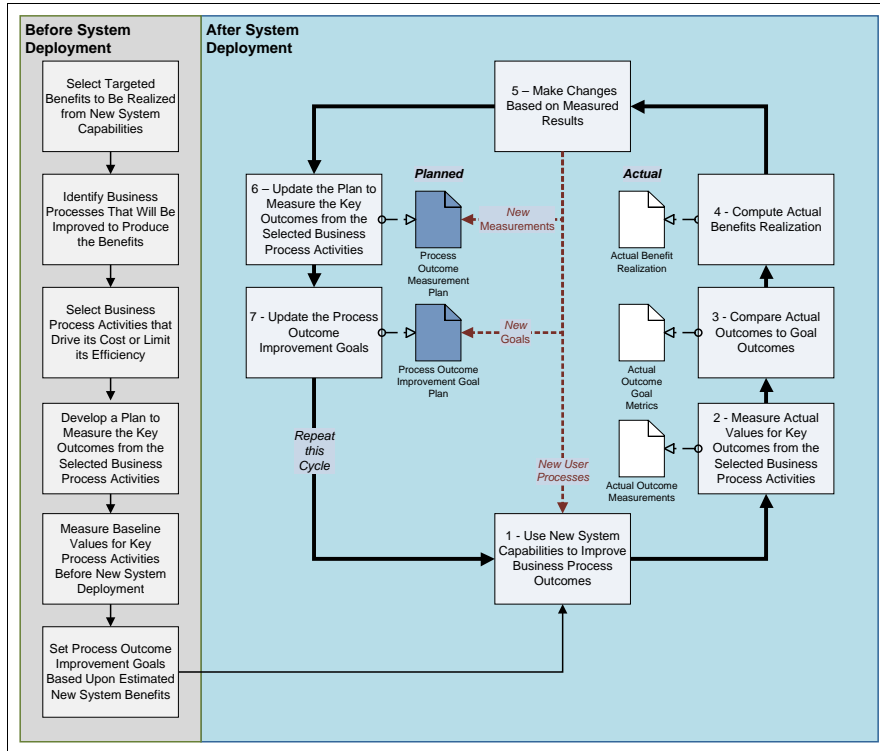 Before System
Deployment
Select Targeted
Benefits to Be Realized
from New System
Capabilities
Identify Business
Processes That Will be
Improved to Produce
the Benefits
Select Business
Process Activities that
Drive its Cost or Limit
its Efficiency
Develop a Plan to
Measure the Key
Outcomes from the
Selected Business
Process Activities
Measure Baseline
Values for Key
Process Activities
Before New System
Deployment
Set Process Outcome
Improvement Goals
Based Upon Estimated
New System Benefits
After System
Deployment
5 – Make Changes
Based on Measured
Results
6 – Update the Plan to
Measure the Key
Outcomes from the
Selected Business
Process Activities
Planned
Process
Outcome
Measurement
Plan
New
Measurements
7 - Update the Process
Outcome
Improvement Goals
Process Outcome
Improvement Goal
Plan
New
Goals
Repeat
this
Cycle
New User
Processes
Actual
Actual Benefit
Realization
4 - Compute Actual
Benefits Realization
Actual
Outcome
Goal
Metrics
3 - Compare Actual
Outcomes to Goal
Outcomes
Actual Outcome
Measurements
2 - Measure Actual
Values for Key
Outcomes from the
Selected Business
Process Activities
1 - Use New System
Capabilities to Improve
Business Process
Outcomes